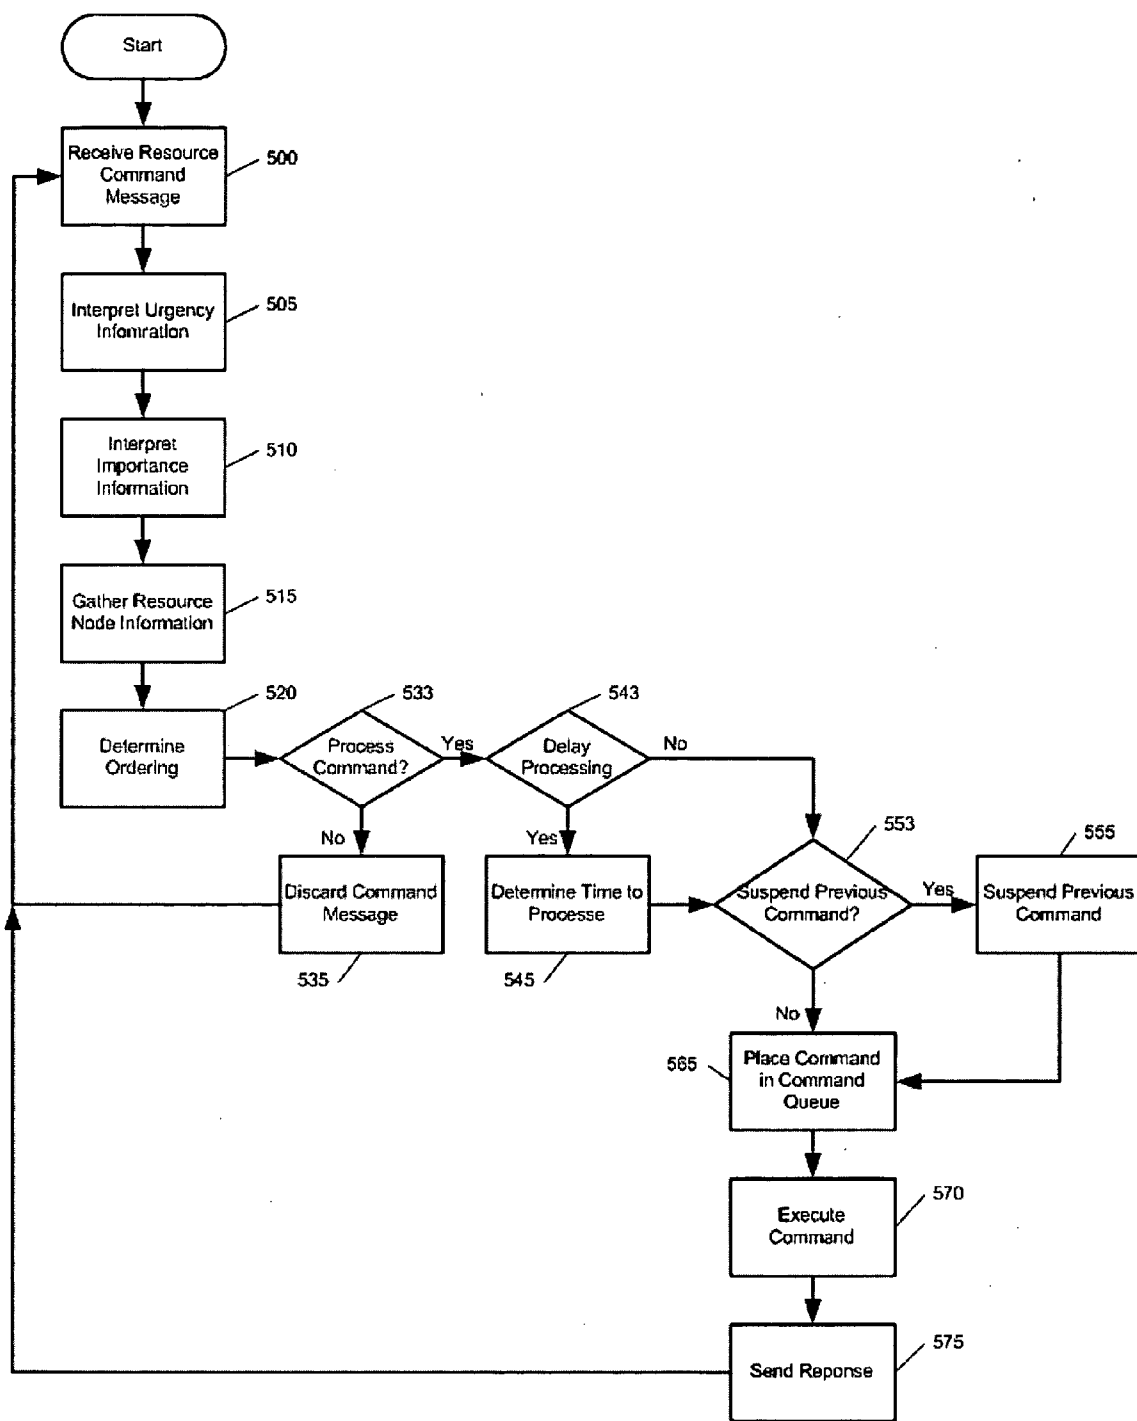 Start
Receive Resource
Command
Message
500
Interpret Urgency
Infomration
505
Interpret
Importance
Information
510
Gather Resource
Node Information
515
Determine
Ordering
520
Process
Command?
533
Yes
No
Delay
Processing
543
No
Yes
Discard Command
Message
535
Determine Time to
Processe
545
Suspend Previous
Command?
553
Yes
No
Suspend Previous
Command
555
Place Command
in Command
Queue
565
Execute
Command
570
Send Reponse
575